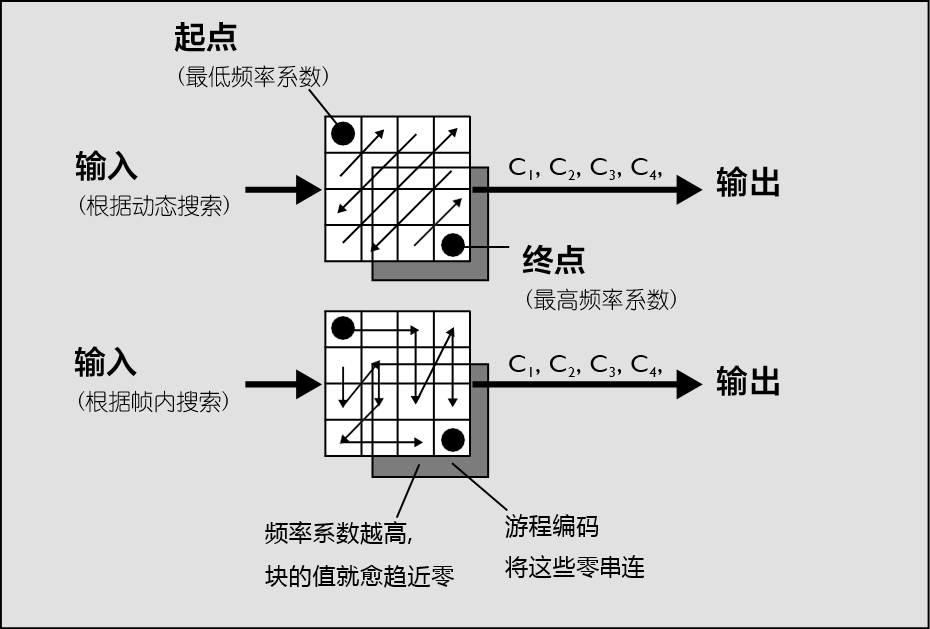 起点
(最低频率系数)
输入
(根据动态搜索)
C1, C2, C3, C4,
输出
终点
(最高频率系数)
输入
(根据帧内搜索)
C1, C2, C3, C4,
输出
频率系数越高,
块的值就愈趋近零
游程编码
将这些零串连